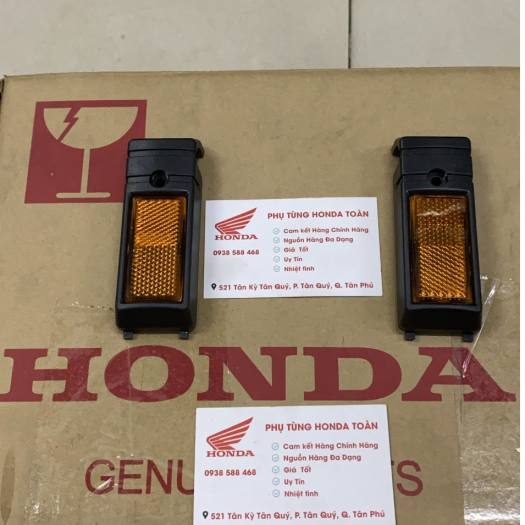 PHỤ TÙNG HONDA TOÀN
HONDA
0938 588 468
Cam kết Hàng Chính Hãng
Nguồn Hàng Đa Dạng
Giá Tốt
Uy Tín
Nhiệt tình
521 Tân Kỳ Tân Quý, P. Tân Quý, Q. Tân Phú
HONDA
PHỤ TÙNG HONDA TOÀN
HONDA
0938 588 468
Cam kết Hàng Chính Hãng
Nguồn Hàng Đa Dạng
Giá Tốt
Uy Tín
Nhiệt tình
521 Tân Kỳ Tân Quý, P. Tân Quý, Q. Tân Phú
GENU TS